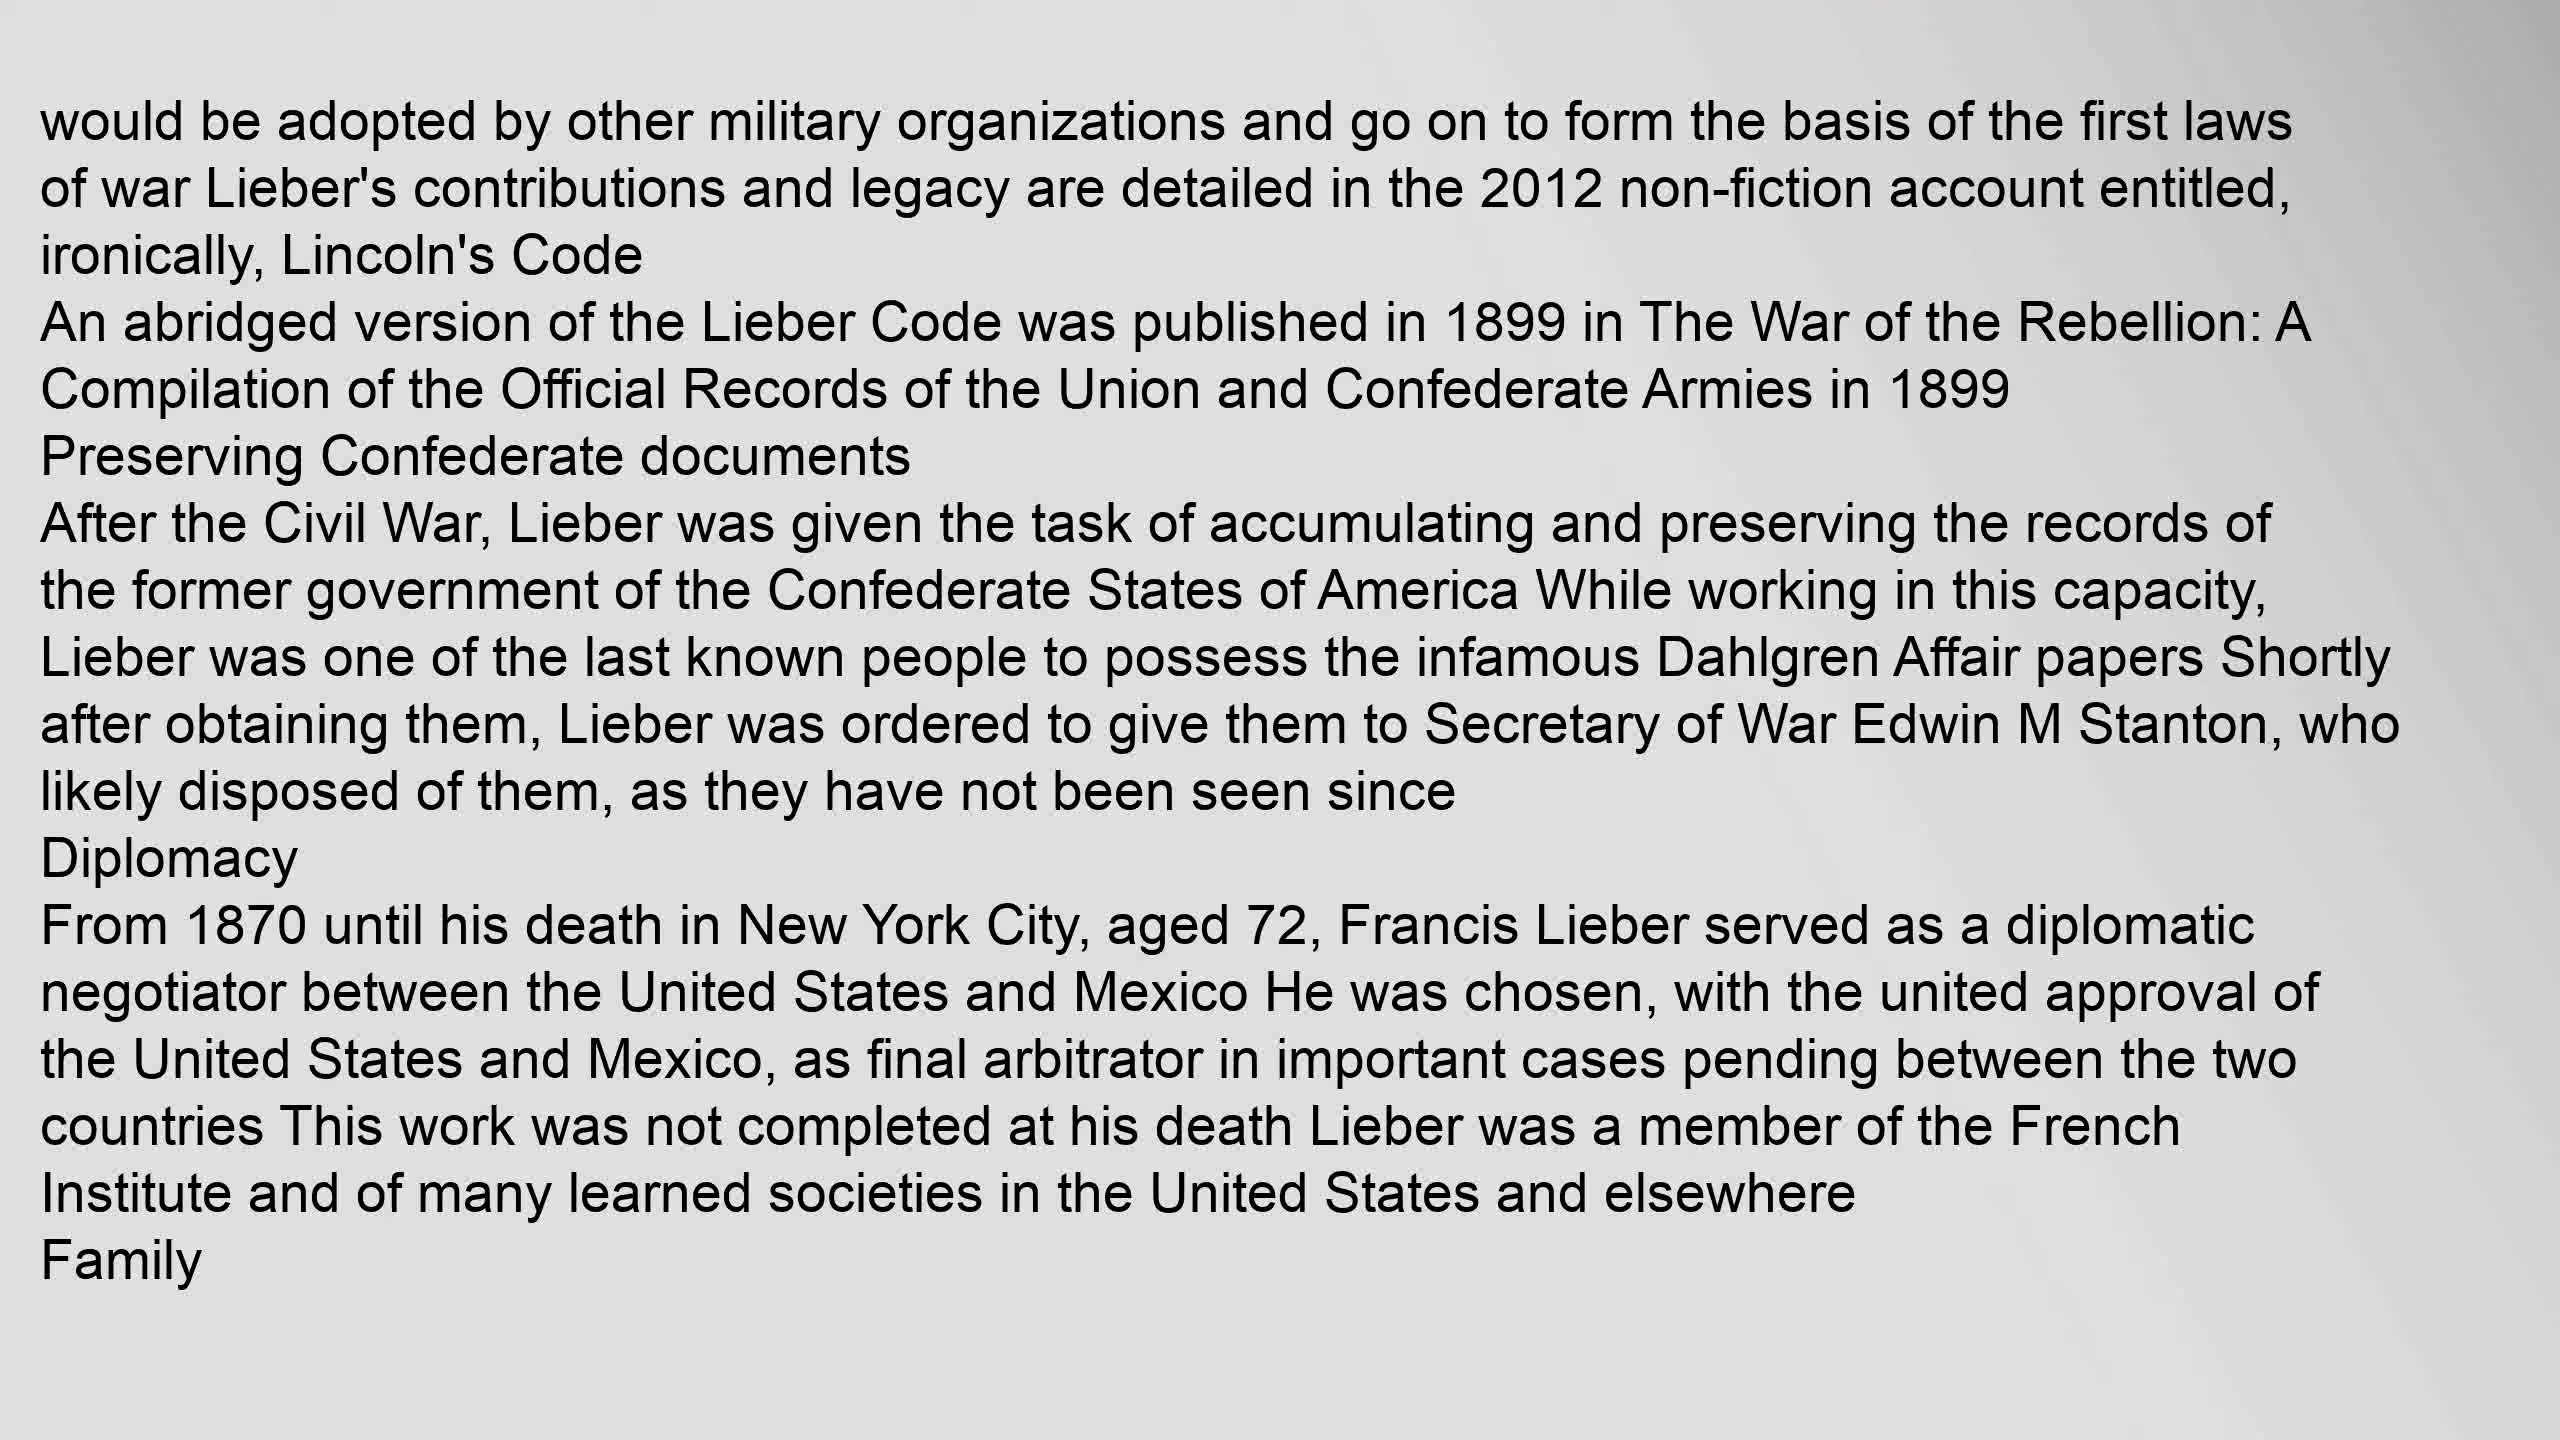 would be adopted by other military organizations and go on to form the basis of the first laws
of war Lieber's contributions and legacy are detailed in the 2012 non-fiction account entitled,
ironically, Lincoln's Code
An abridged version of the Lieber Code was published in 1899 in The War of the Rebellion: A
Compilation of the Official Records of the Union and Confederate Armies in 1899
Preserving Confederate documents
After the Civil War, Lieber was given the task of accumulating and preserving the records of
the former government of the Confederate States of America While working in this capacity,
Lieber was one of the last known people to possess the infamous Dahlgren Affair papers Shortly
after obtaining them, Lieber was ordered to give them to Secretary of War Edwin M Stanton, who
likely disposed of them, as they have not been seen since
Diplomacy
From 1870 until his death in New York City, aged 72, Francis Lieber served as a diplomatic
negotiator between the United States and Mexico He was chosen, with the united approval of
the United States and Mexico, as final arbitrator in important cases pending between the two
countries This work was not completed at his death Lieber was a member of the French
Institute and of many learned societies in the United States and elsewhere
Family